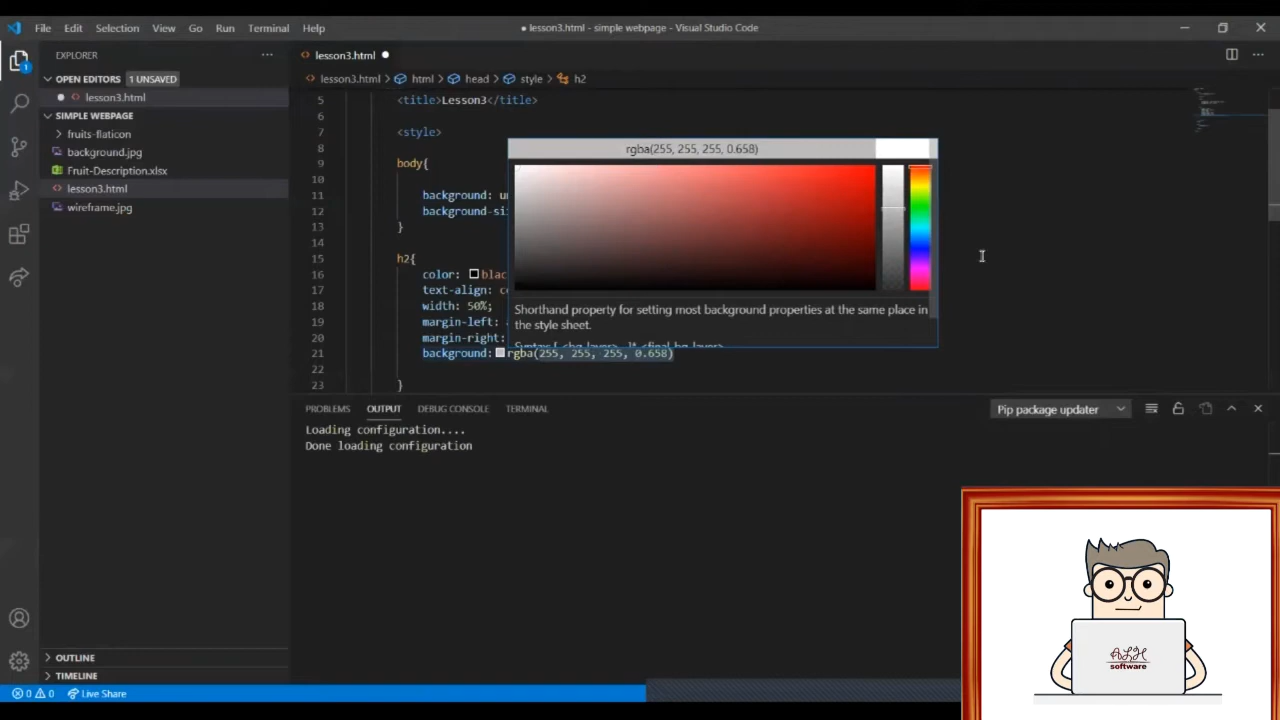 File Edit Selection View Go Run Terminal Help
● lesson3.html - simple webpage - Visual Studio Code
EXPLORER
OPEN EDITORS 1 UNSAVED
lesson3.html
SIMPLE WEBPAGE
fruits-flaticon
background.jpg
Fruit-Description.xlsx
lesson3.html
wireframe.jpg
OUTLINE
TIMELINE
1
lesson3.html
lesson3.html > html > head > style > h2
5 <title>Lesson3</title>
6
7 <style>
8
9 body{
10
11 background:
12 background-si
13 }
14
15 h2{
16 color: blac
17 text-align: c
18 width: 50%;
19 margin-left:
20 margin-right:
21 background: rgba(255, 255, 255, 0.658)
22
23 }
rgba(255, 255, 255, 0.658)
Shorthand property for setting most background properties at the same place in
the style sheet.
PROBLEMS OUTPUT DEBUG CONSOLE TERMINAL
Pip package updater
Loading configuration....
Done loading configuration
0 0 Live Share
software